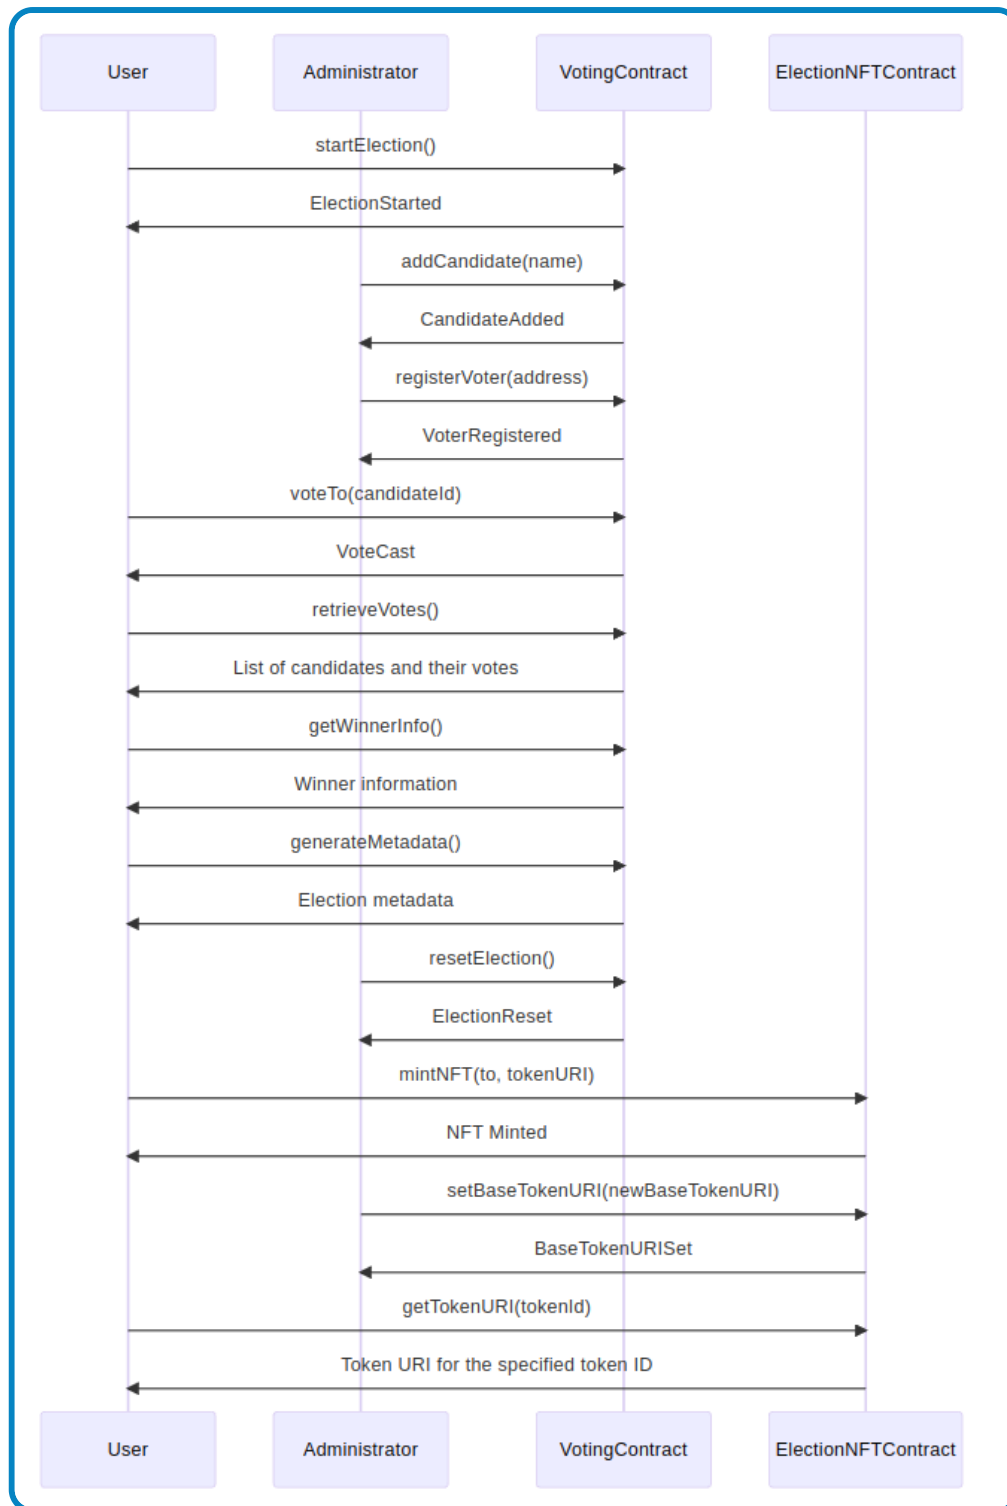 User
Administrator
VotingContract
ElectionNFTContract
startElection()
ElectionStarted
addCandidate(name)
CandidateAdded
registerVoter(address)
VoterRegistered
voteTo(candidateId)
VoteCast
retrieveVotes()
List of candidates and their votes
getWinnerInfo()
Winner information
generateMetadata()
Election metadata
resetElection()
ElectionReset
mintNFT(to, tokenURI)
NFT Minted
setBaseTokenURI(newBaseTokenURI)
BaseTokenURISet
getTokenURI(tokenId)
Token URI for the specified token ID
User
Administrator
VotingContract
ElectionNFTContract